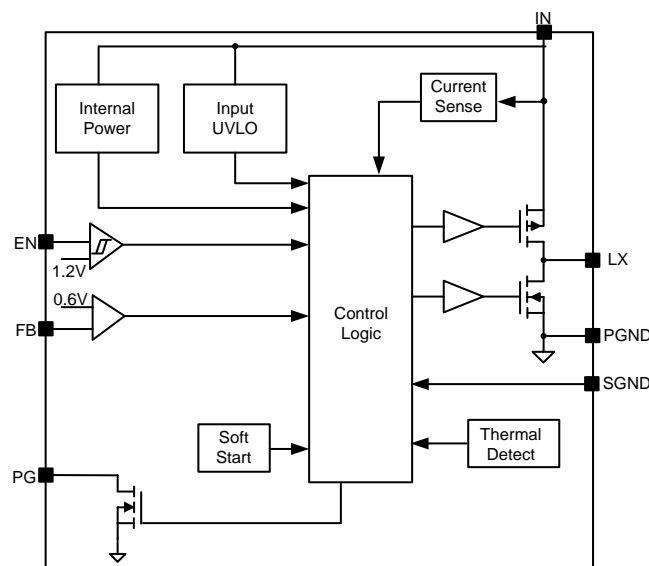 IN
Internal
Power
Input
UVLO
Current
Sense
EN
1.2V
0.6V
FB
Control
Logic
LX
PGND
SGND
Soft
Start
Thermal
Detect
PG